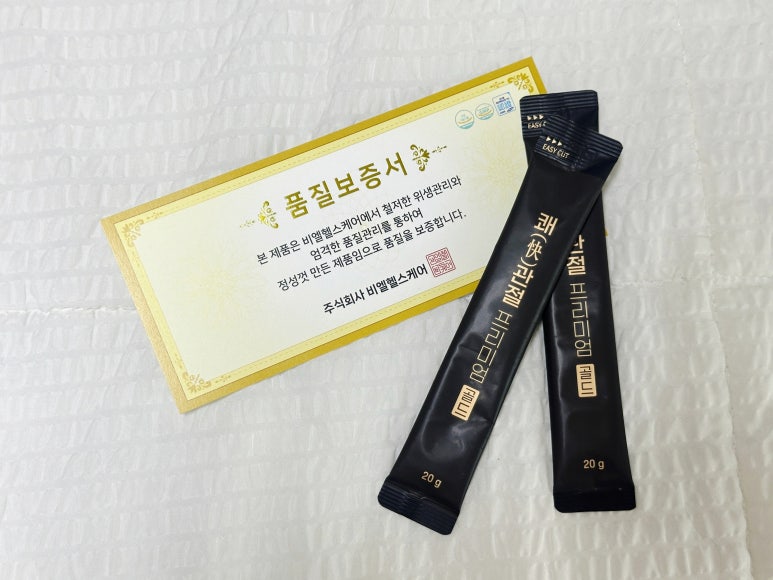 품질보증서
본 제품은 비엘헬스케어에서 철저한 위생관리와
엄격한 품질관리를 통하여
정성껏 만든 제품임으로 품질을 보증합니다.
주식회사 비엘헬스케어
EASY CUT
쾌(快)관절 프리미엄 골드
20 g
EASY CU
관절 프리미엄 골드
20 g